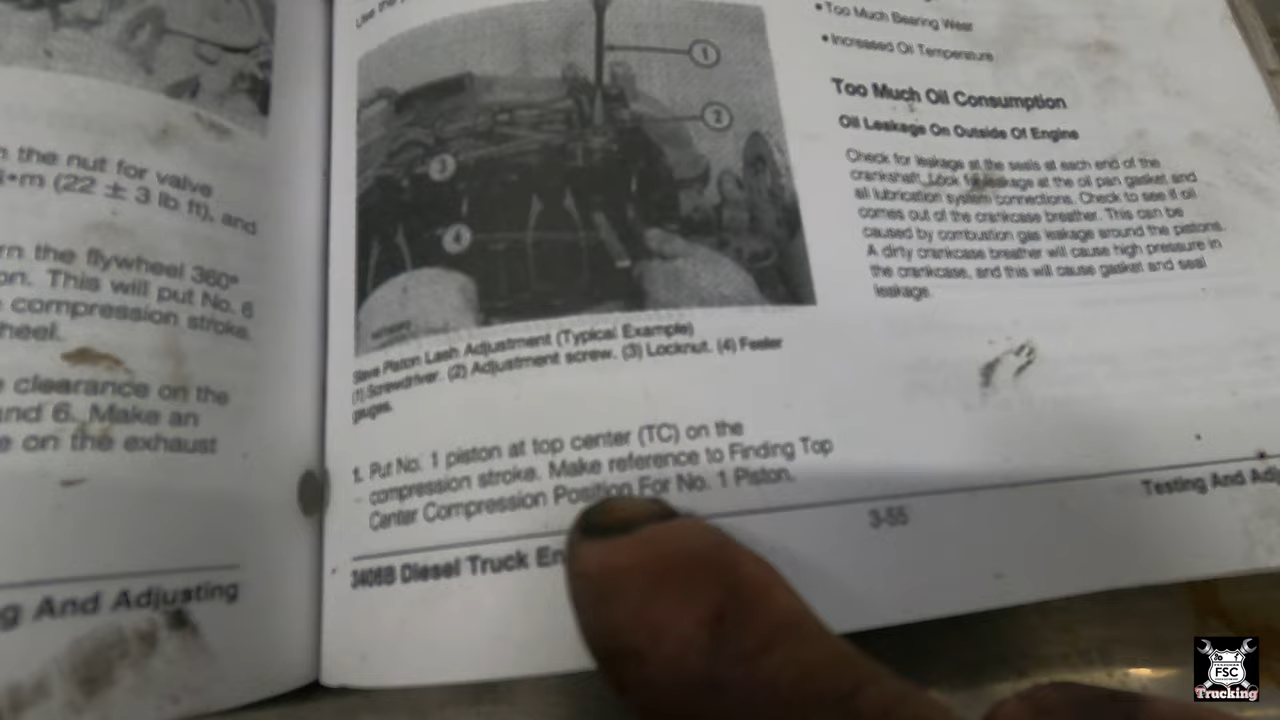 n the nut for valve
(22 ± 3 lb ft), and
rn the flywheel 360°
on. This will put No. 6
compression stroke.
heel.
clearance on the
and 6. Make an
e on the exhaust
g And Adjusting
Use the
1
2
3
4
Slave Piston Lash Adjustment (Typical Example)
(1) Screwdriver. (2) Adjustment screw. (3) Locknut. (4) Feeler
gauges.
1. Put No. 1 piston at top center (TC) on the
compression stroke. Make reference to Finding Top
Center Compression Position For No. 1 Piston.
3406B Diesel Truck En
• Too Much Bearing Wear
• Increased Oil Temperature
Too Much Oil Consumption
Oil Leakage On Outside Of Engine
Check for leakage at the seals at each end of the
crankshaft. Look for leakage at the oil pan gasket and
all lubrication system connections. Check to see if oil
comes out of the crankcase breather. This can be
caused by combustion gas leakage around the pistons.
A dirty crankcase breather will cause high pressure in
the crankcase, and this will cause gasket and seal
leakage.
3-55
Testing And Adj
FSC
Trucking